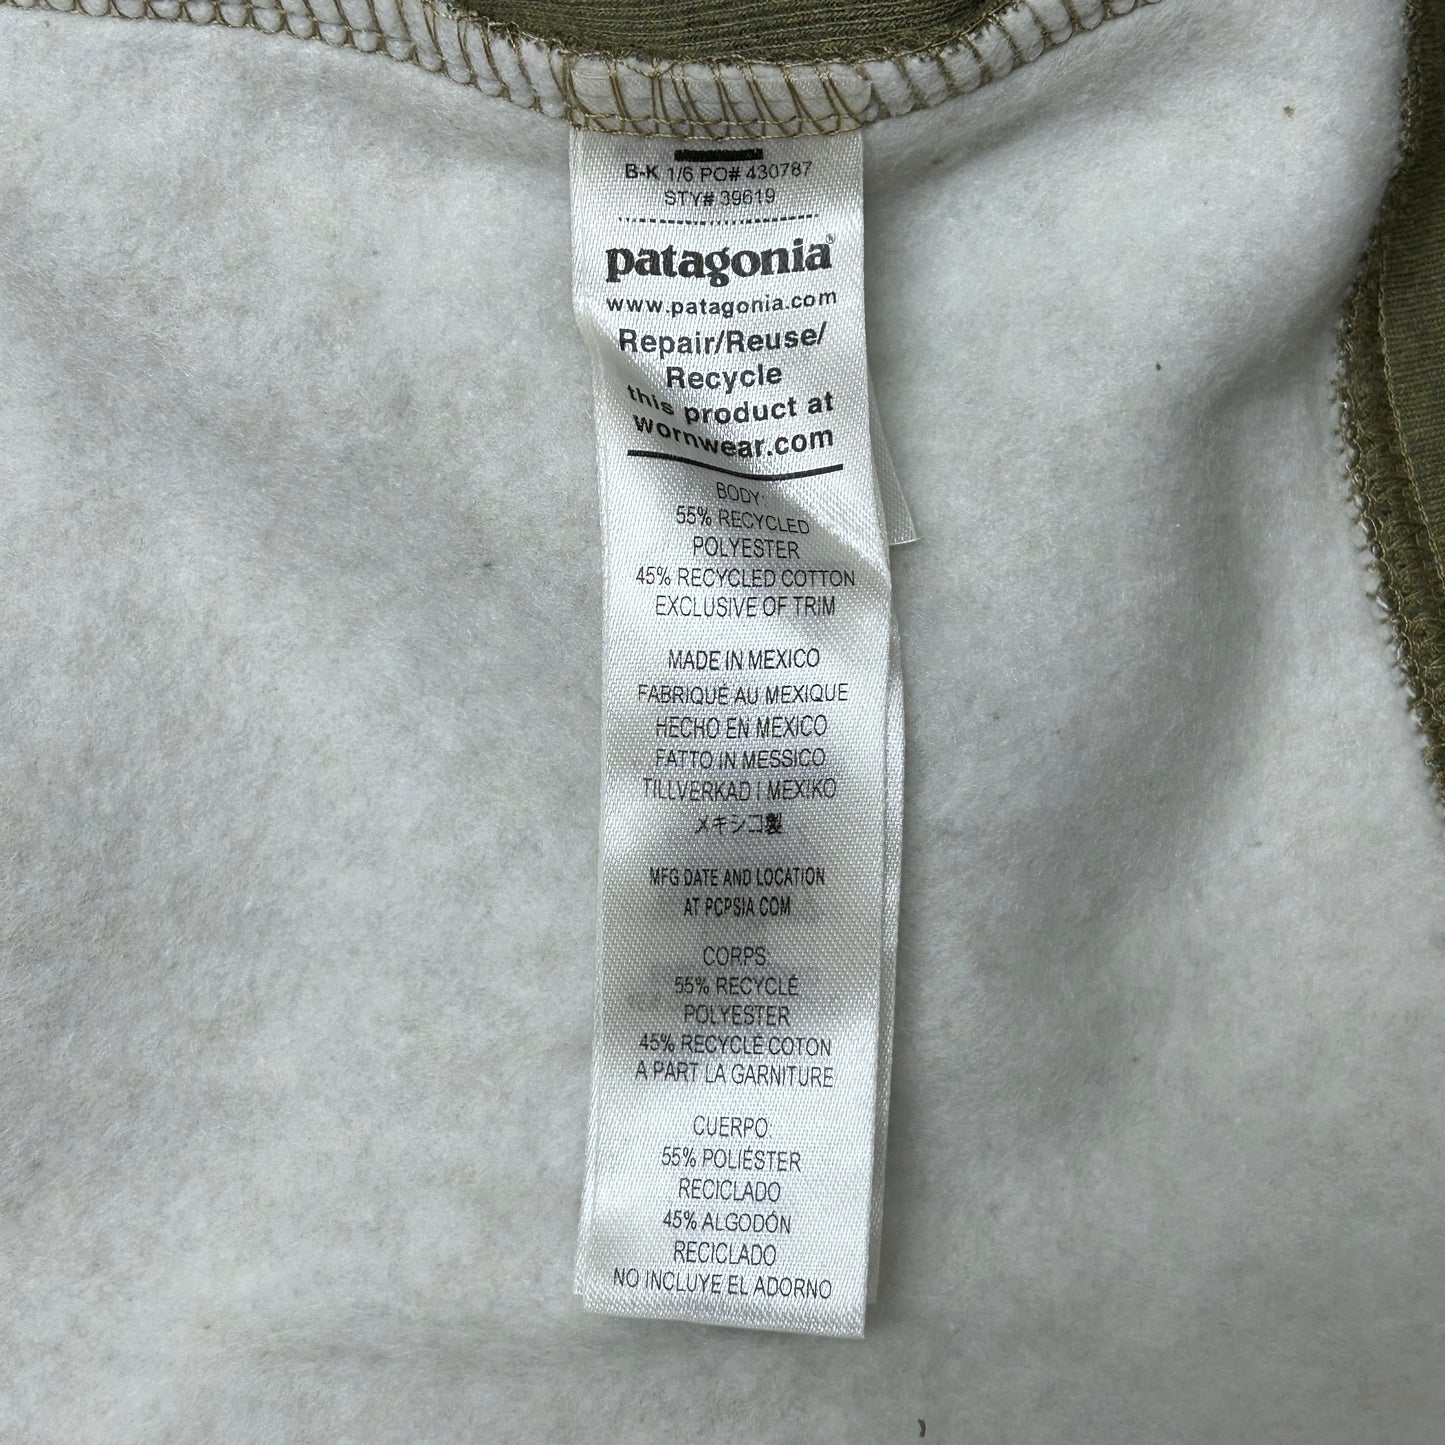 B-K 1/6 PO# 430787
STY# 39619
patagonia®
www.patagonia.com
Repair/Reuse/
Recycle
this product at
wornwear.com
BODY:
55% RECYCLED
POLYESTER
45% RECYCLED COTTON
EXCLUSIVE OF TRIM
MADE IN MEXICO
FABRIQUÉ AU MEXIQUE
HECHO EN MEXICO
FATTO IN MESSICO
TILLVERKAD I MEXIKO
メキシコ製
MFG DATE AND LOCATION
AT PCPSIA COM
CORPS:
55% RECYCLÉ
POLYESTER
45% RECYCLÉ COTON
A PART LA GARNITURE
CUERPO:
55% POLIÉSTER
RECICLADO
45% ALGODÓN
RECICLADO
NO INCLUYE EL ADORNO